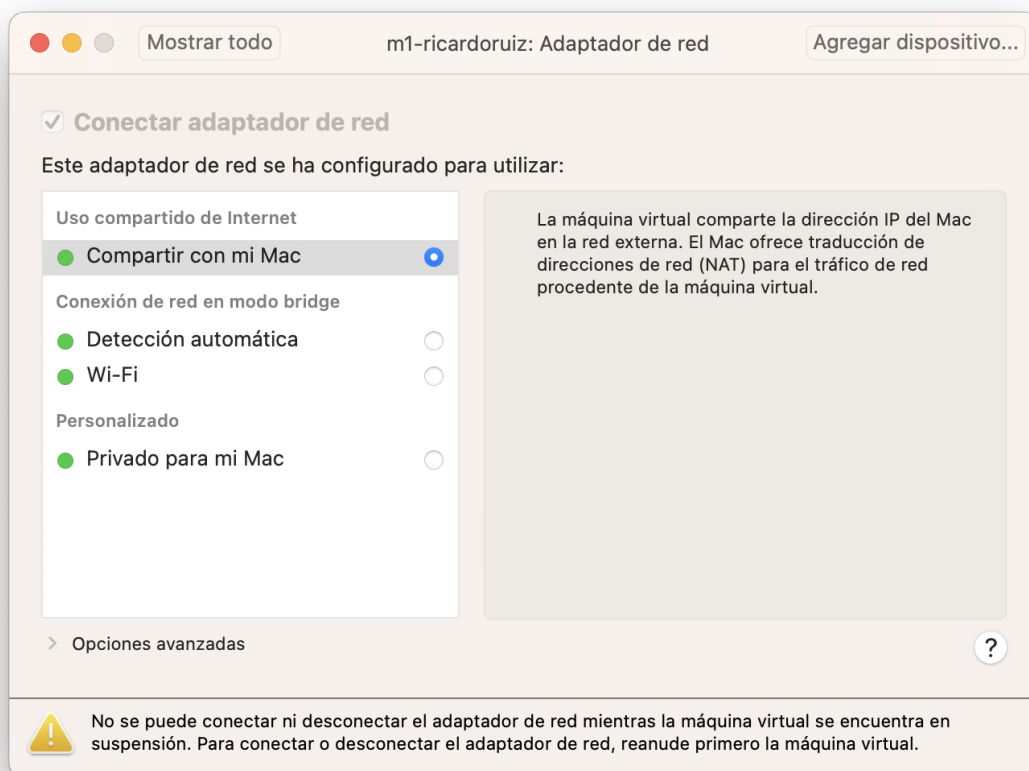 Mostrar todo
m1-ricardoruiz: Adaptador de red
Agregar dispositivo...
Conectar adaptador de red
Este adaptador de red se ha configurado para utilizar:
Uso compartido de Internet
Compartir con mi Mac
Conexión de red en modo bridge
Detección automática
Wi-Fi
Personalizado
Privado para mi Mac
La máquina virtual comparte la dirección IP del Mac
en la red externa. El Mac ofrece traducción de
direcciones de red (NAT) para el tráfico de red
procedente de la máquina virtual.
Opciones avanzadas
?
No se puede conectar ni desconectar el adaptador de red mientras la máquina virtual se encuentra en
suspensión. Para conectar o desconectar el adaptador de red, reanude primero la máquina virtual.